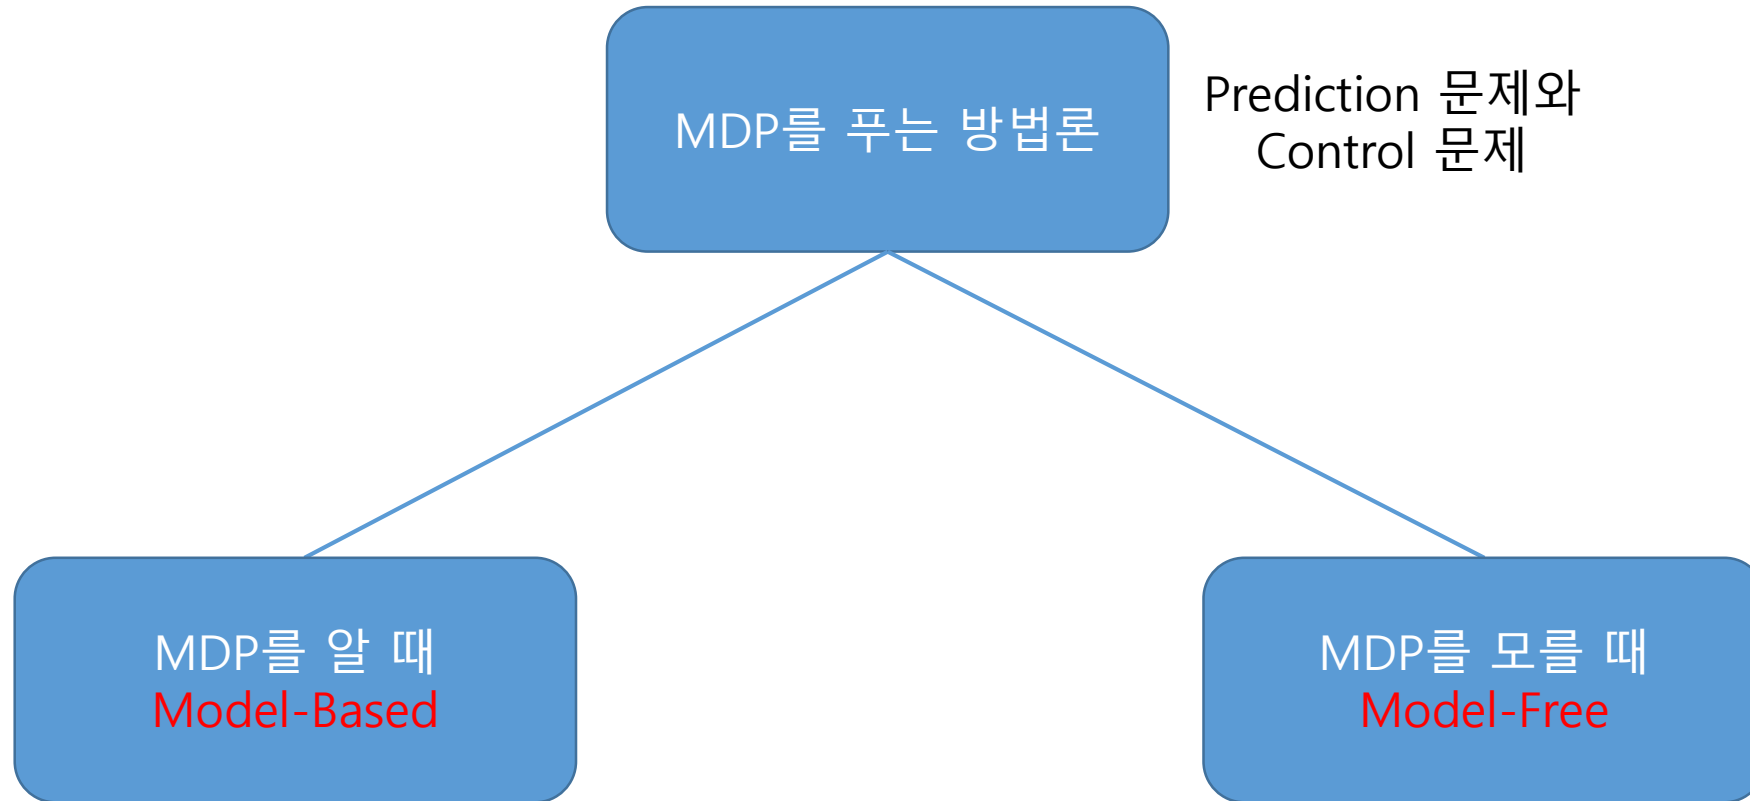 MDP를 푸는 방법론
Prediction 문제와
Control 문제
MDP를 알 때
Model-Based
MDP를 모를 때
Model-Free